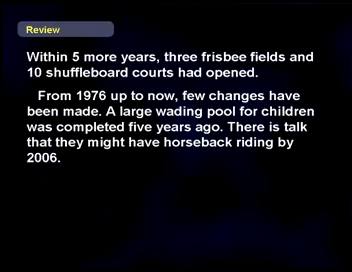 Review
Within 5 more years, three frisbee fields and
10 shuffleboard courts had opened.
From 1976 up to now, few changes have
been made. A large wading pool for children
was completed five years ago. There is talk
that they might have horseback riding by
2006.